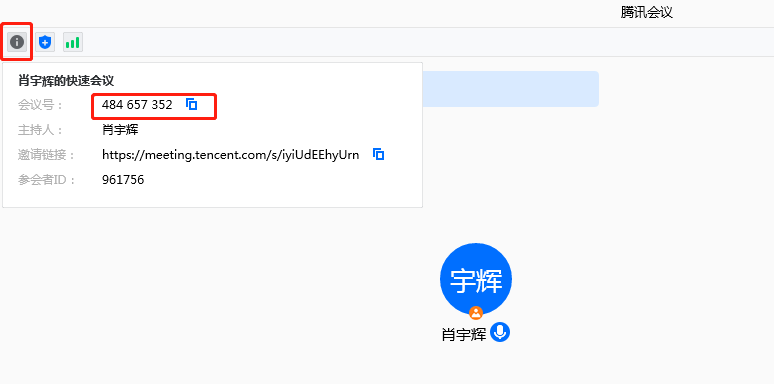 腾讯会议
肖宇辉的快速会议
会议号： 484 657 352
主持人： 肖宇辉
邀请链接： https://meeting.tencent.com/s/iyiUdEEhyUrn
参会者ID： 961756
宇辉
肖宇辉